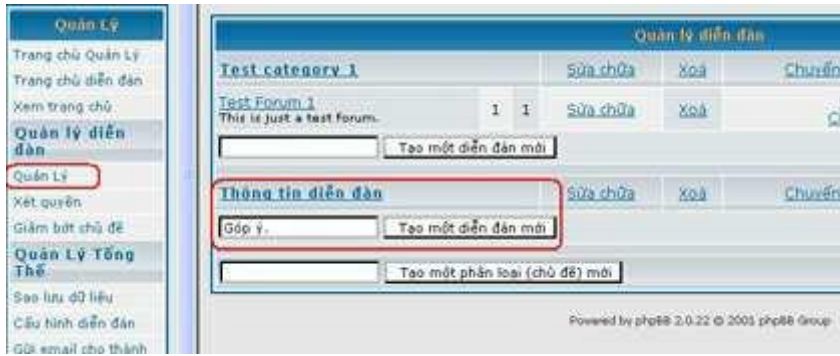 Quản Lý
Trang chủ Quản Lý
Trang chủ diễn đàn
Xem trang chủ
Quản lý diễn
đàn
Quản Lý
Xét quyền
Giảm bớt chủ đề
Quản Lý Tổng
Thể
Sao lưu dữ liệu
Cấu hình diễn đàn
Gửi email cho thành
Quản lý diễn đàn
Test category 1 Sửa chữa Xoá Chuyển
Test Forum 1 1 1 Sửa chữa Xoá
This is just a test forum.
Tạo một diễn đàn mới
Thông tin diễn đàn Sửa chữa Xoá Chuyển
Góp ý. Tạo một diễn đàn mới
Tạo một phân loại (chủ đề) mới
Powered by phpBB 2.0.22 © 2001 phpBB Group